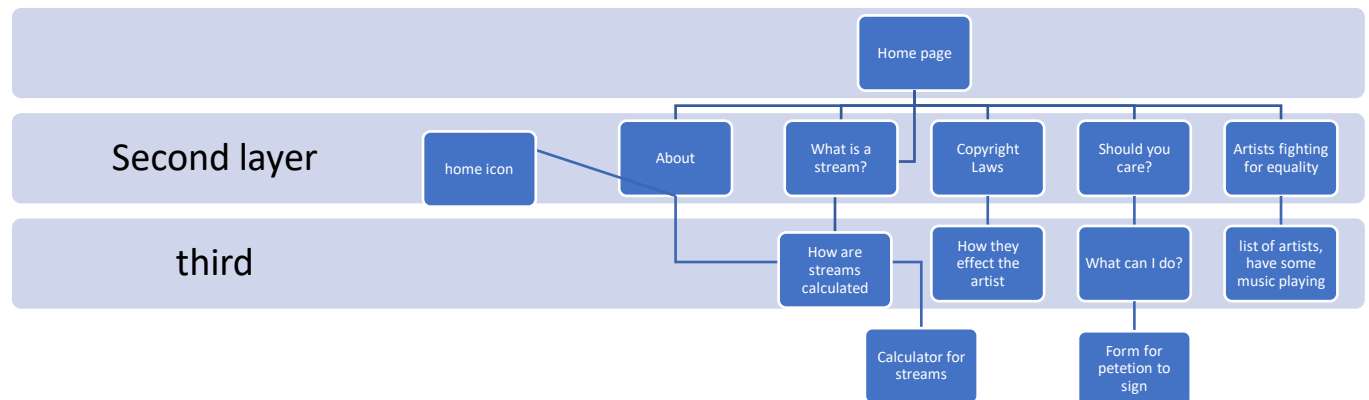 Home page
Second layer
home icon
About
What is a
stream?
Copyright
Laws
Should you
care?
Artists fighting
for equality
third
How are
streams
calculated
How they
effect the
artist
What can I do?
list of artists,
have some
music playing
Calculator for
streams
Form for
petetion to
sign